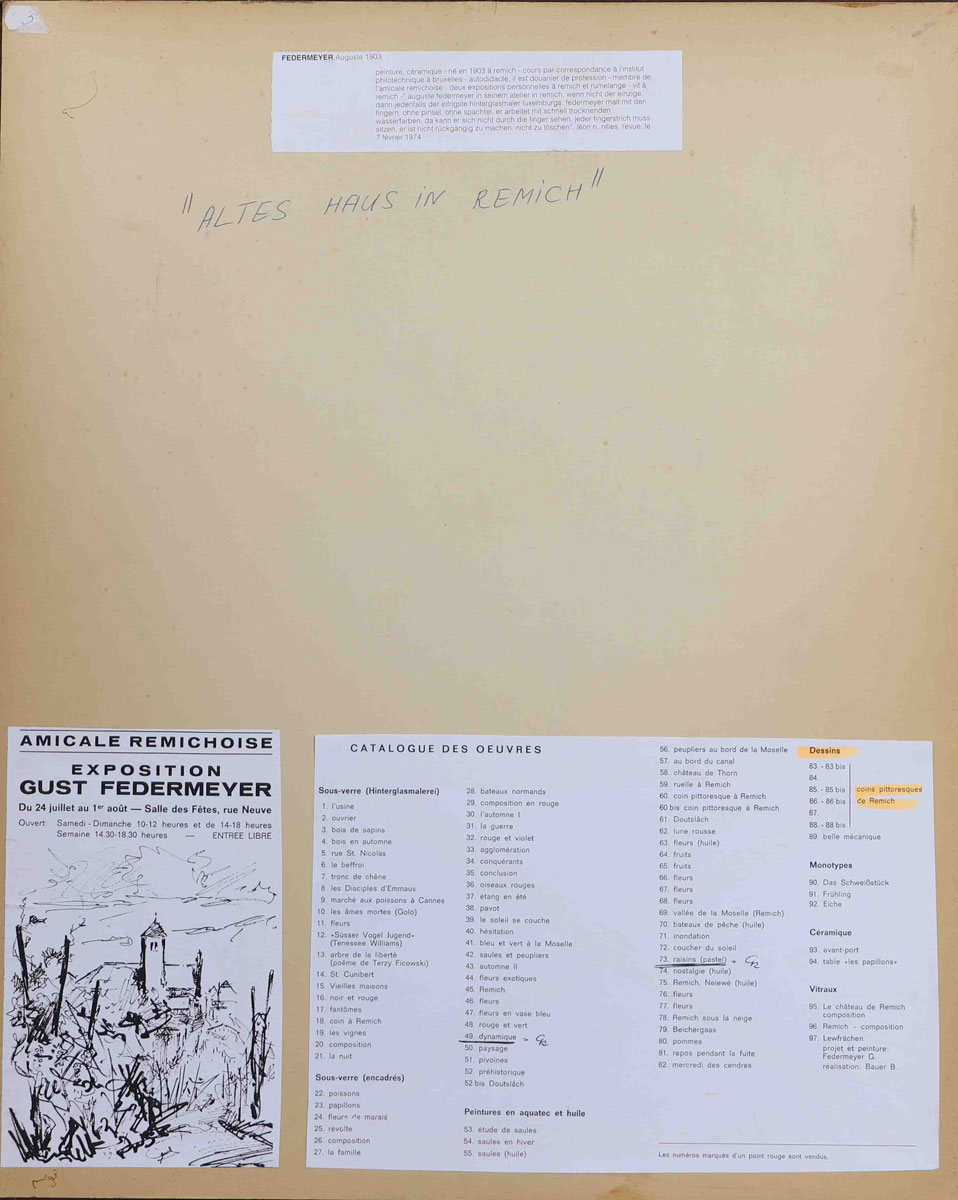 3
FEDERMEYER Auguste 1903
peinture, céramique - né en 1903 à remich - cours par correspondance à l'institut
philotechnique à bruxelles - autodidacte, il est douanier de profession - membre de
l'amicale remichoise - deux expositions personnelles à remich et rumelange - vit à
remich -" auguste federmeyer in seinem atelier in remich. wenn nicht der einzige,
dann jedenfalls der eifrigste hinterglasmaler luxemburgs. federmeyer malt mit den
fingern, ohne pinsel, ohne spachtel, er arbeitet mit schnell trocknenden
wasserfarben, da kann er sich nicht durch die finger sehen, jeder fingerstrich muss
sitzen, er ist nicht rückgängig zu machen, nicht zu löschen", léon n. nilles, revue, le
7 février 1974
"ALTES HAUS IN REMICH"
AMICALE REMICHOISE
EXPOSITION
GUST FEDERMEYER
Du 24 juillet au 1er août — Salle des Fêtes, rue Neuve
Ouvert: Samedi - Dimanche 10-12 heures et de 14-18 heures
Semaine 14.30-18.30 heures — ENTREE LIBRE
CATALOGUE DES OEUVRES
Sous-verre (Hinterglasmalerei)
1. l'usine
2. ouvrier
3. bois de sapins
4. bois en automne
5. rue St. Nicolas
6. le beffroi
7. tronc de chêne
8. les Disciples d'Emmaus
9. marché aux poissons à Cannes
10. les âmes mortes (Golo)
11. fleurs
12. «Süsser Vogel Jugend»
(Tenessee Williams)
13. arbre de la liberté
(poème de Terzy Ficowski)
14. St. Cunibert
15. Vieilles maisons
16. noir et rouge
17. fantômes
18. coin à Remich
19. les vignes
20. composition
21. la nuit
Sous-verre (encadrés)
22. poissons
23. papillons
24. fleurs de marais
25. révolte
26. composition
27. la famille
28. bateaux normands
29. composition en rouge
30. l'automne I
31. la guerre
32. rouge et violet
33. agglomération
34. conquérants
35. conclusion
36. oiseaux rouges
37. étang en été
38. pavot
39. le soleil se couche
40. hésitation
41. bleu et vert à la Moselle
42. saules et peupliers
43. automne II
44. fleurs exotiques
45. Remich
46. fleurs
47. fleurs en vase bleu
48. rouge et vert
49. dynamique
50. paysage
51. pivoines
52. préhistorique
52 bis Doutsläch
Peintures en aquatec et huile
53. étude de saules
54. saules en hiver
55. saules (huile)
56. peupliers au bord de la Moselle
57. au bord du canal
58. château de Thorn
59. ruelle à Remich
60. coin pittoresque à Remich
60 bis coin pittoresque à Remich
61. Doutsläch
62. lune rousse
63. fleurs (huile)
64. fruits
65. fruits
66. fleurs
67. fleurs
68. fleurs
69. vallée de la Moselle (Remich)
70. bateaux de pêche (huile)
71. inondation
72. coucher du soleil
73. raisins (pastel)
74. nostalgie (huile)
75. Remich, Neiewé (huile)
76. fleurs
77. fleurs
78. Remich sous la neige
79. Beichergaas
80. pommes
81. repos pendant la fuite
82. mercredi des cendres
Dessins
83. - 83 bis
84.
85. - 85 bis coins pittoresques
86. - 86 bis de Remich
87.
88. - 88 bis
89. belle mécanique
Monotypes
90. Das Schweißstück
91. Frühling
92. Eiche
Céramique
93. avant-port
94. table «les papillons»
Vitraux
95. Le château de Remich
composition
96. Remich - composition
97. Lewfrächen
projet et peinture:
Federmeyer G.
réalisation: Bauer B.
Les numéros marqués d'un point rouge sont vendus.